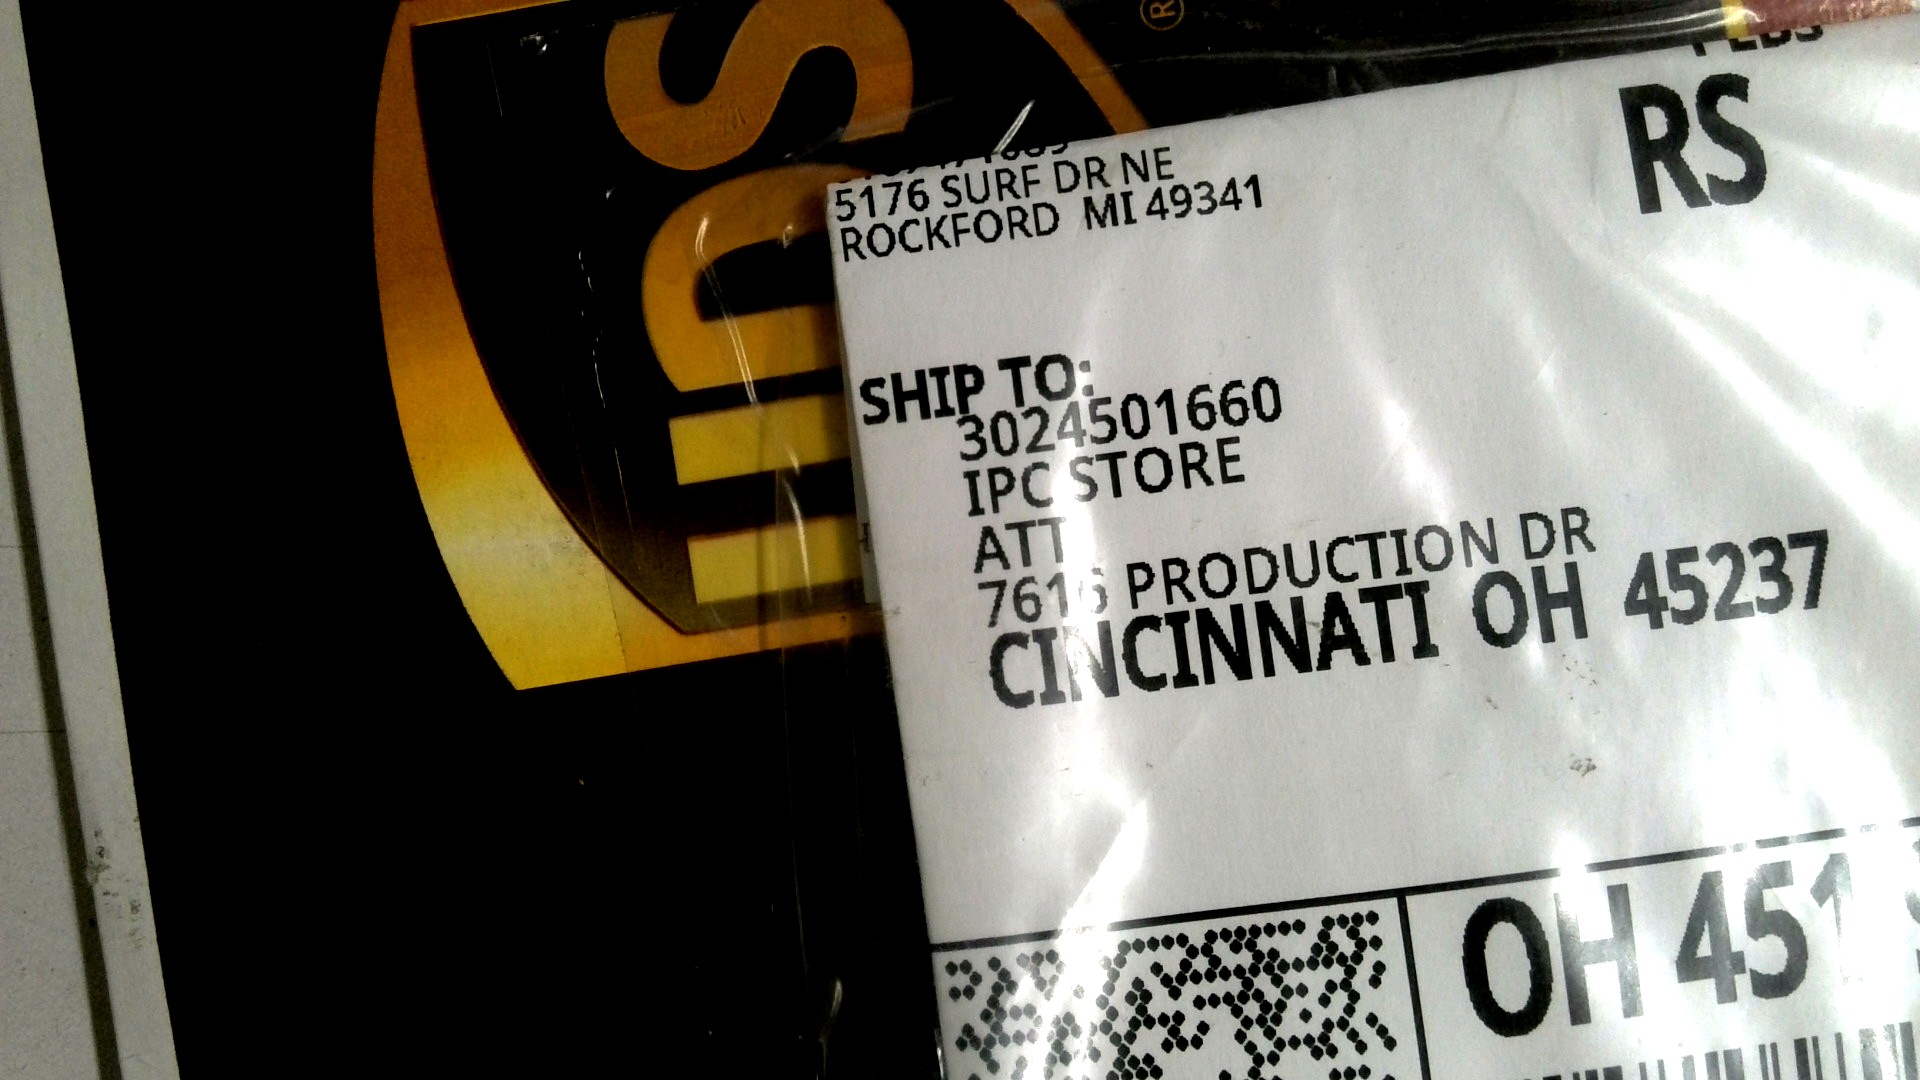 ups
®
LBS
RS
5176 SURF DR NE
ROCKFORD MI 49341
SHIP TO:
3024501660
IPC STORE
ATT
7616 PRODUCTION DR
CINCINNATI OH 45237
OH 451